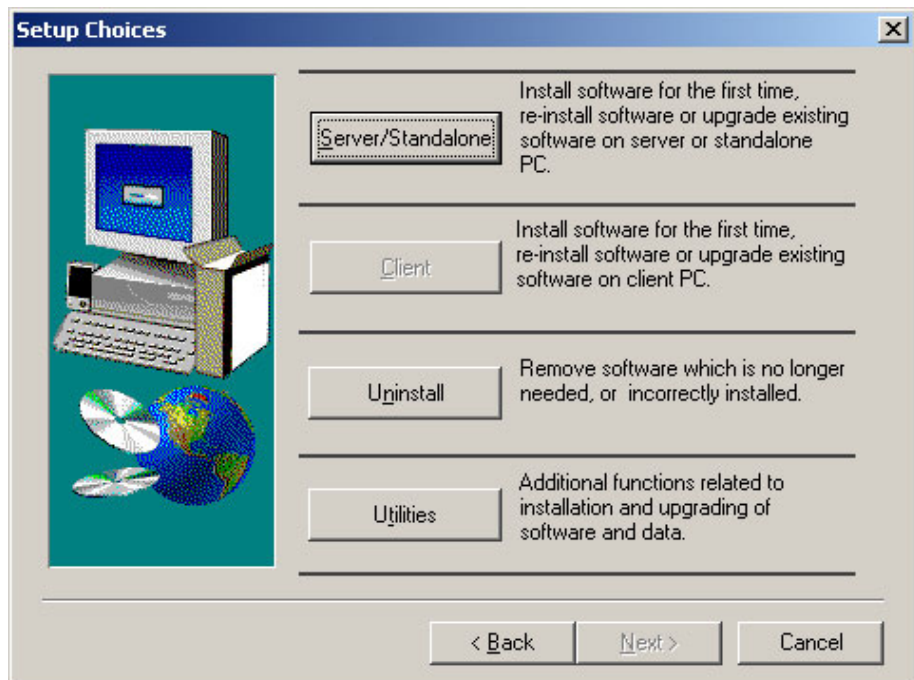 Setup Choices
Server/Standalone
Install software for the first time,
re-install software or upgrade existing
software on server or standalone
PC.
Client
Install software for the first time,
re-install software or upgrade existing
software on client PC.
Uninstall
Remove software which is no longer
needed, or incorrectly installed.
Utilities
Additional functions related to
installation and upgrading of
software and data.
< Back
Next >
Cancel